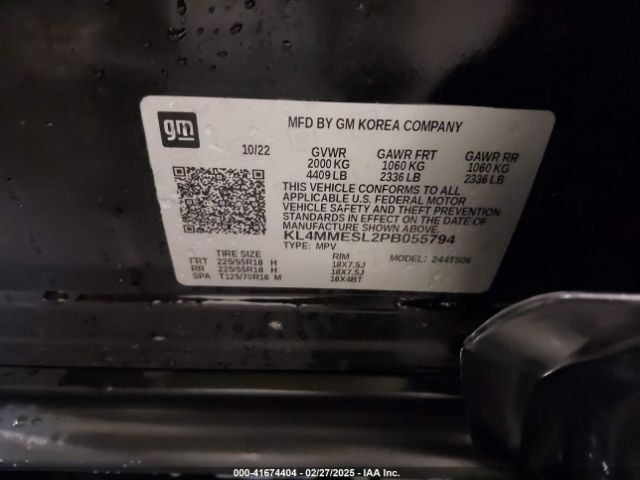 gm
MFD BY GM KOREA COMPANY
10/22 GVWR GAWR FRT GAWR RR
2000 KG 1060 KG 1060 KG
4409 LB 2336 LB 2336 LB
THIS VEHICLE CONFORMS TO ALL
APPLICABLE U.S. FEDERAL MOTOR
VEHICLE SAFETY AND THEFT PREVENTION
STANDARDS IN EFFECT ON THE DATE OF
MANUFACTURE SHOWN ABOVE.
KL4MMESL2PB055794
TYPE: MPV MODEL: 244TS06
TIRE SIZE RIM
FRT 225/55R18 H 18X7.5J
RR 225/55R18 H 18X7.5J
SPA T125/70R16 M 16X4BT
000-41674404 - 02/27/2025 - IAA Inc.